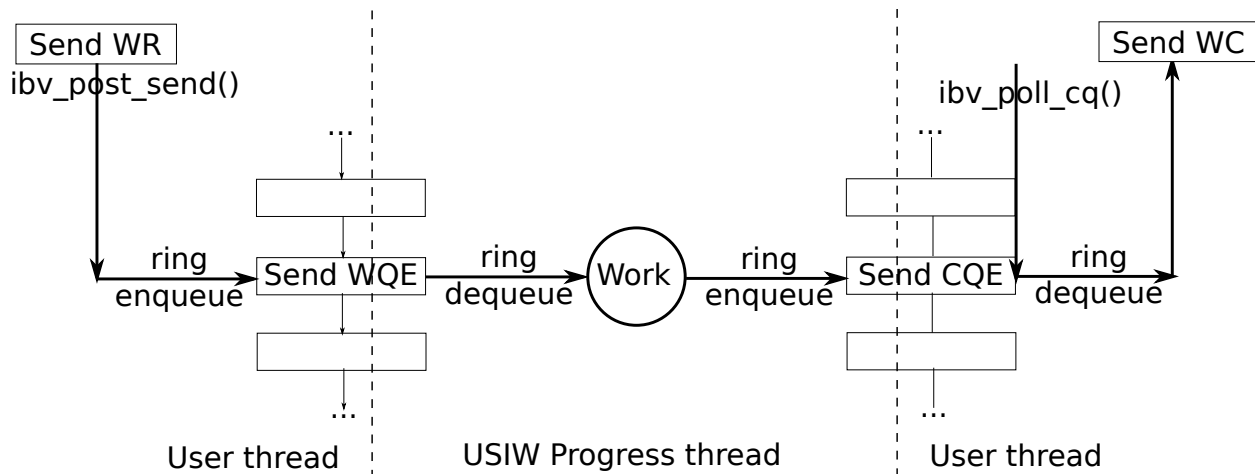 Send WR
ibv_post_send()
Send WC
ibv_poll_cq()
...
...
ring
enqueue
Send WQE
ring
dequeue
Work
ring
enqueue
Send CQE
ring
dequeue
...
...
User thread
USIW Progress thread
User thread